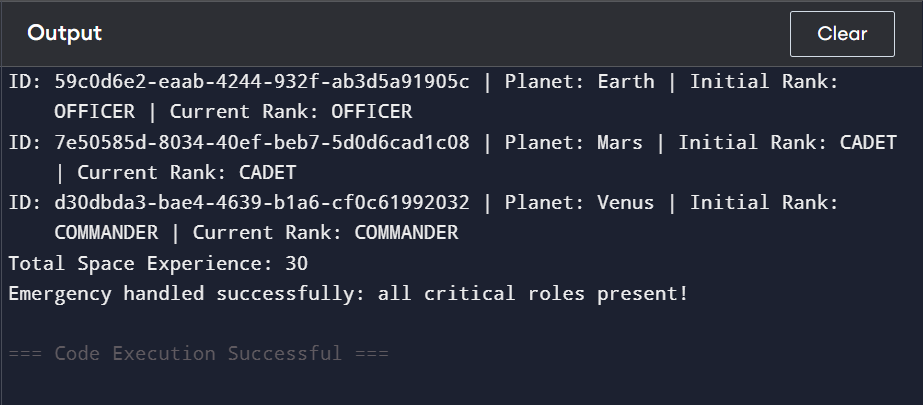 Output
Clear
ID: 59c0d6e2-eaab-4244-932f-ab3d5a91905c | Planet: Earth | Initial Rank:
OFFICER | Current Rank: OFFICER
ID: 7e50585d-8034-40ef-beb7-5d0d6cad1c08 | Planet: Mars | Initial Rank: CADET
| Current Rank: CADET
ID: d30dbda3-bae4-4639-b1a6-cf0c61992032 | Planet: Venus | Initial Rank:
COMMANDER | Current Rank: COMMANDER
Total Space Experience: 30
Emergency handled successfully: all critical roles present!
=== Code Execution Successful ===